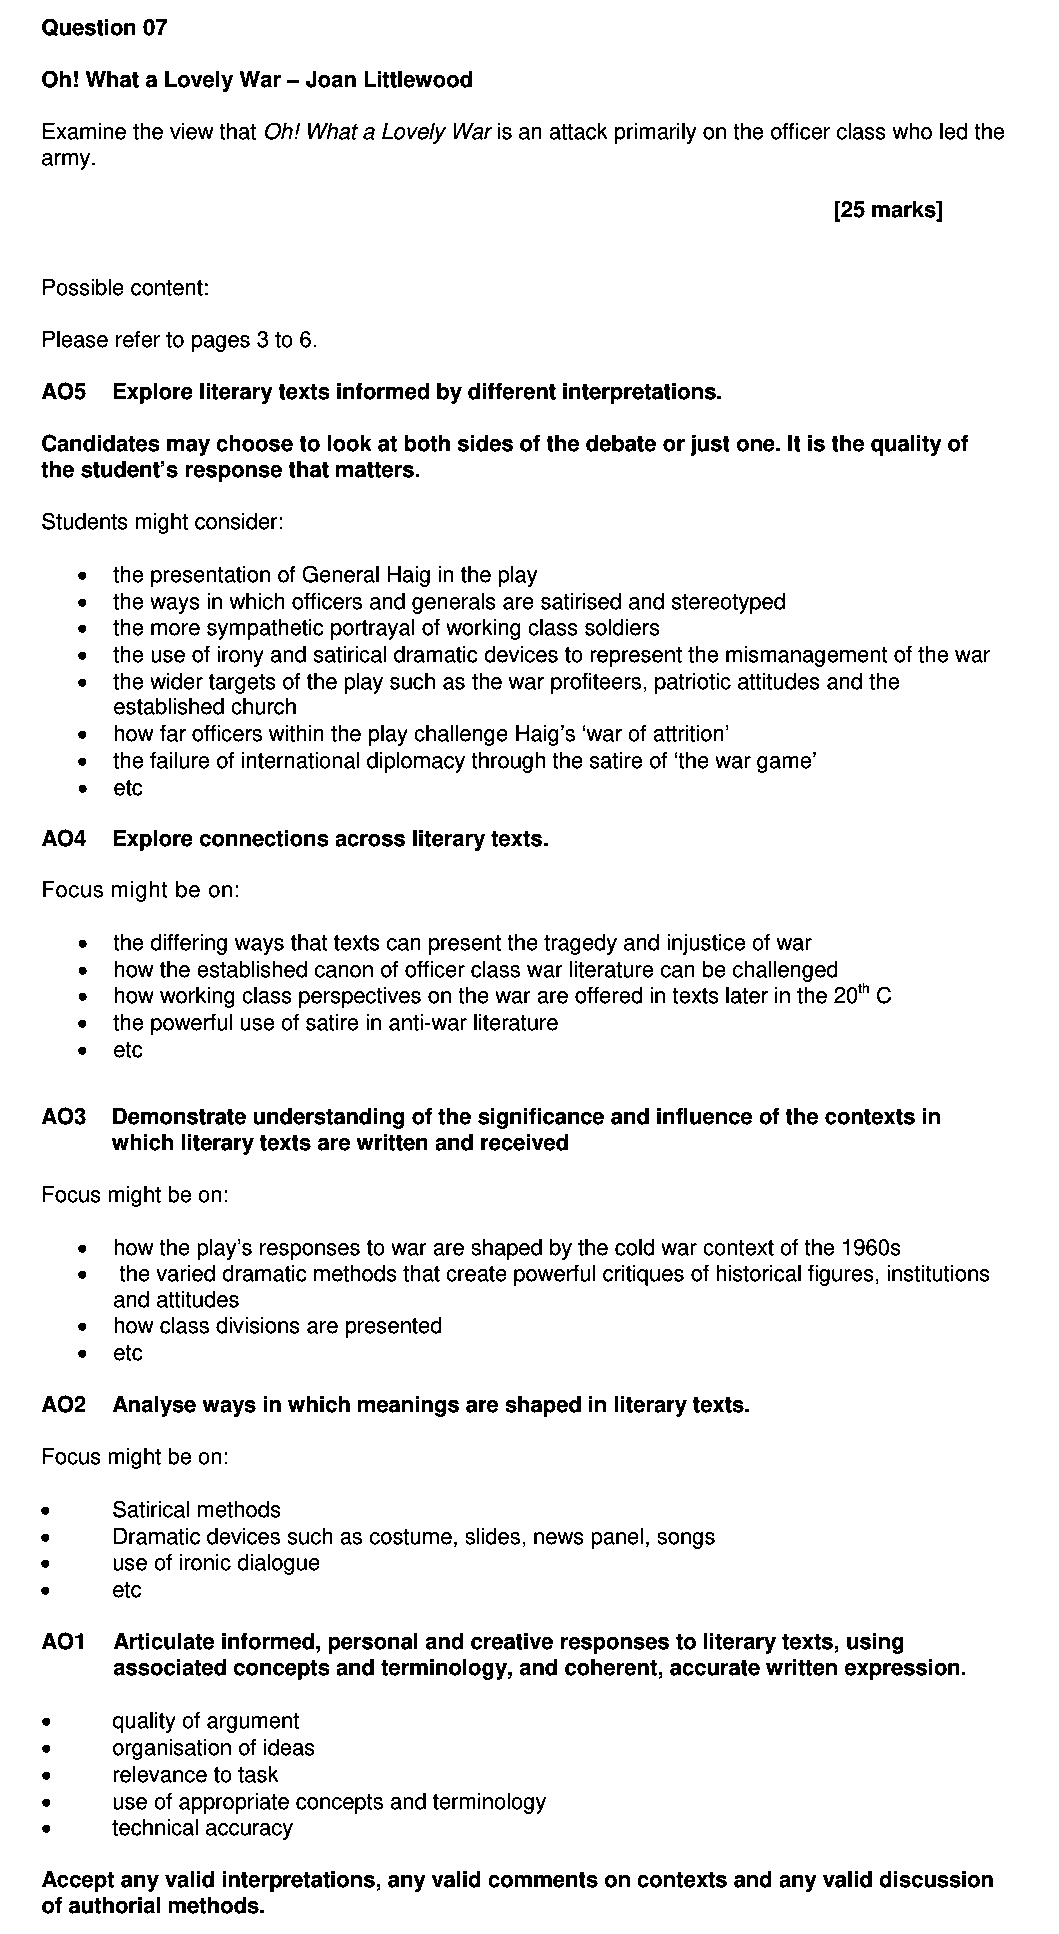 Question 07
Oh! What a Lovely War – Joan Littlewood
Examine the view that Oh! What a Lovely War is an attack primarily on the officer class who led the
army.
[25 marks]
Possible content:
Please refer to pages 3 to 6.
AO5 Explore literary texts informed by different interpretations.
Candidates may choose to look at both sides of the debate or just one. It is the quality of
the student's response that matters.
Students might consider:
• the presentation of General Haig in the play
• the ways in which officers and generals are satirised and stereotyped
• the more sympathetic portrayal of working class soldiers
• the use of irony and satirical dramatic devices to represent the mismanagement of the war
• the wider targets of the play such as the war profiteers, patriotic attitudes and the
established church
• how far officers within the play challenge Haig's 'war of attrition'
• the failure of international diplomacy through the satire of 'the war game'
• etc
AO4 Explore connections across literary texts.
Focus might be on:
• the differing ways that texts can present the tragedy and injustice of war
• how the established canon of officer class war literature can be challenged
• how working class perspectives on the war are offered in texts later in the 20th C
• the powerful use of satire in anti-war literature
• etc
AO3 Demonstrate understanding of the significance and influence of the contexts in
which literary texts are written and received
Focus might be on:
• how the play's responses to war are shaped by the cold war context of the 1960s
• the varied dramatic methods that create powerful critiques of historical figures, institutions
and attitudes
• how class divisions are presented
• etc
AO2 Analyse ways in which meanings are shaped in literary texts.
Focus might be on:
• Satirical methods
• Dramatic devices such as costume, slides, news panel, songs
• use of ironic dialogue
• etc
AO1 Articulate informed, personal and creative responses to literary texts, using
associated concepts and terminology, and coherent, accurate written expression.
• quality of argument
• organisation of ideas
• relevance to task
• use of appropriate concepts and terminology
• technical accuracy
Accept any valid interpretations, any valid comments on contexts and any valid discussion
of authorial methods.